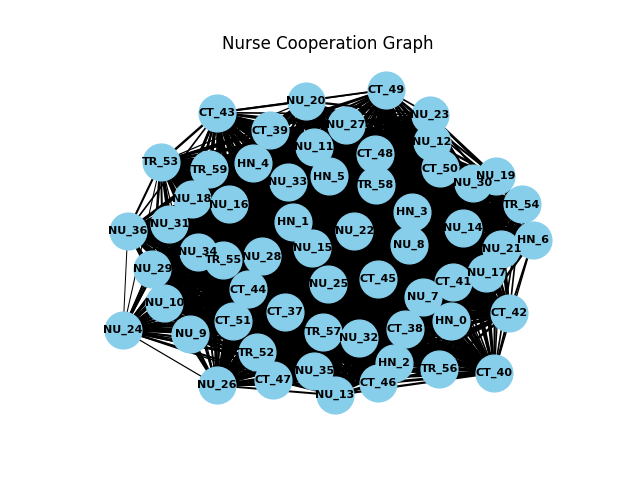 Nurse Cooperation Graph
CT_49
NU_20
CT_43
NU_23
NU_27
CT_39
NU_12
NU_11
CT_48
TR_53
HN_4
CT_50
TR_59
HN_5
NU_19
NU_33
NU_30
TR_58
NU_18
NU_16
TR_54
HN_3
HN_1
NU_31
NU_14
NU_36
NU_22
HN_6
NU_8
NU_15
NU_21
NU_34
NU_28
TR_55
NU_29
NU_17
CT_45
CT_41
NU_25
CT_44
NU_7
NU_10
CT_37
CT_42
CT_51
HN_0
CT_38
NU_24
TR_57
NU_9
NU_32
TR_52
HN_2
TR_56
NU_35
CT_40
CT_47
CT_46
NU_26
NU_13